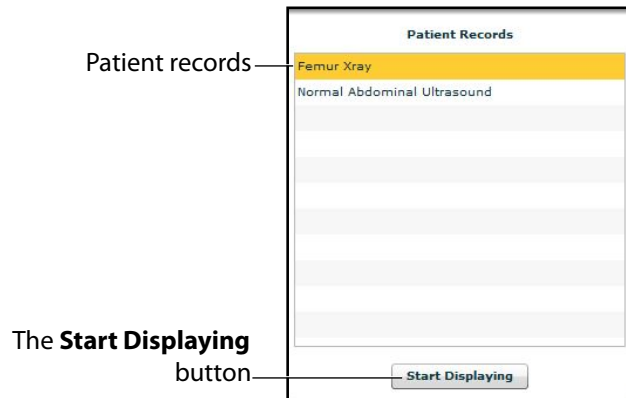 Patient Records
Patient records
Femur Xray
Normal Abdominal Ultrasound
The Start Displaying
button
Start Displaying